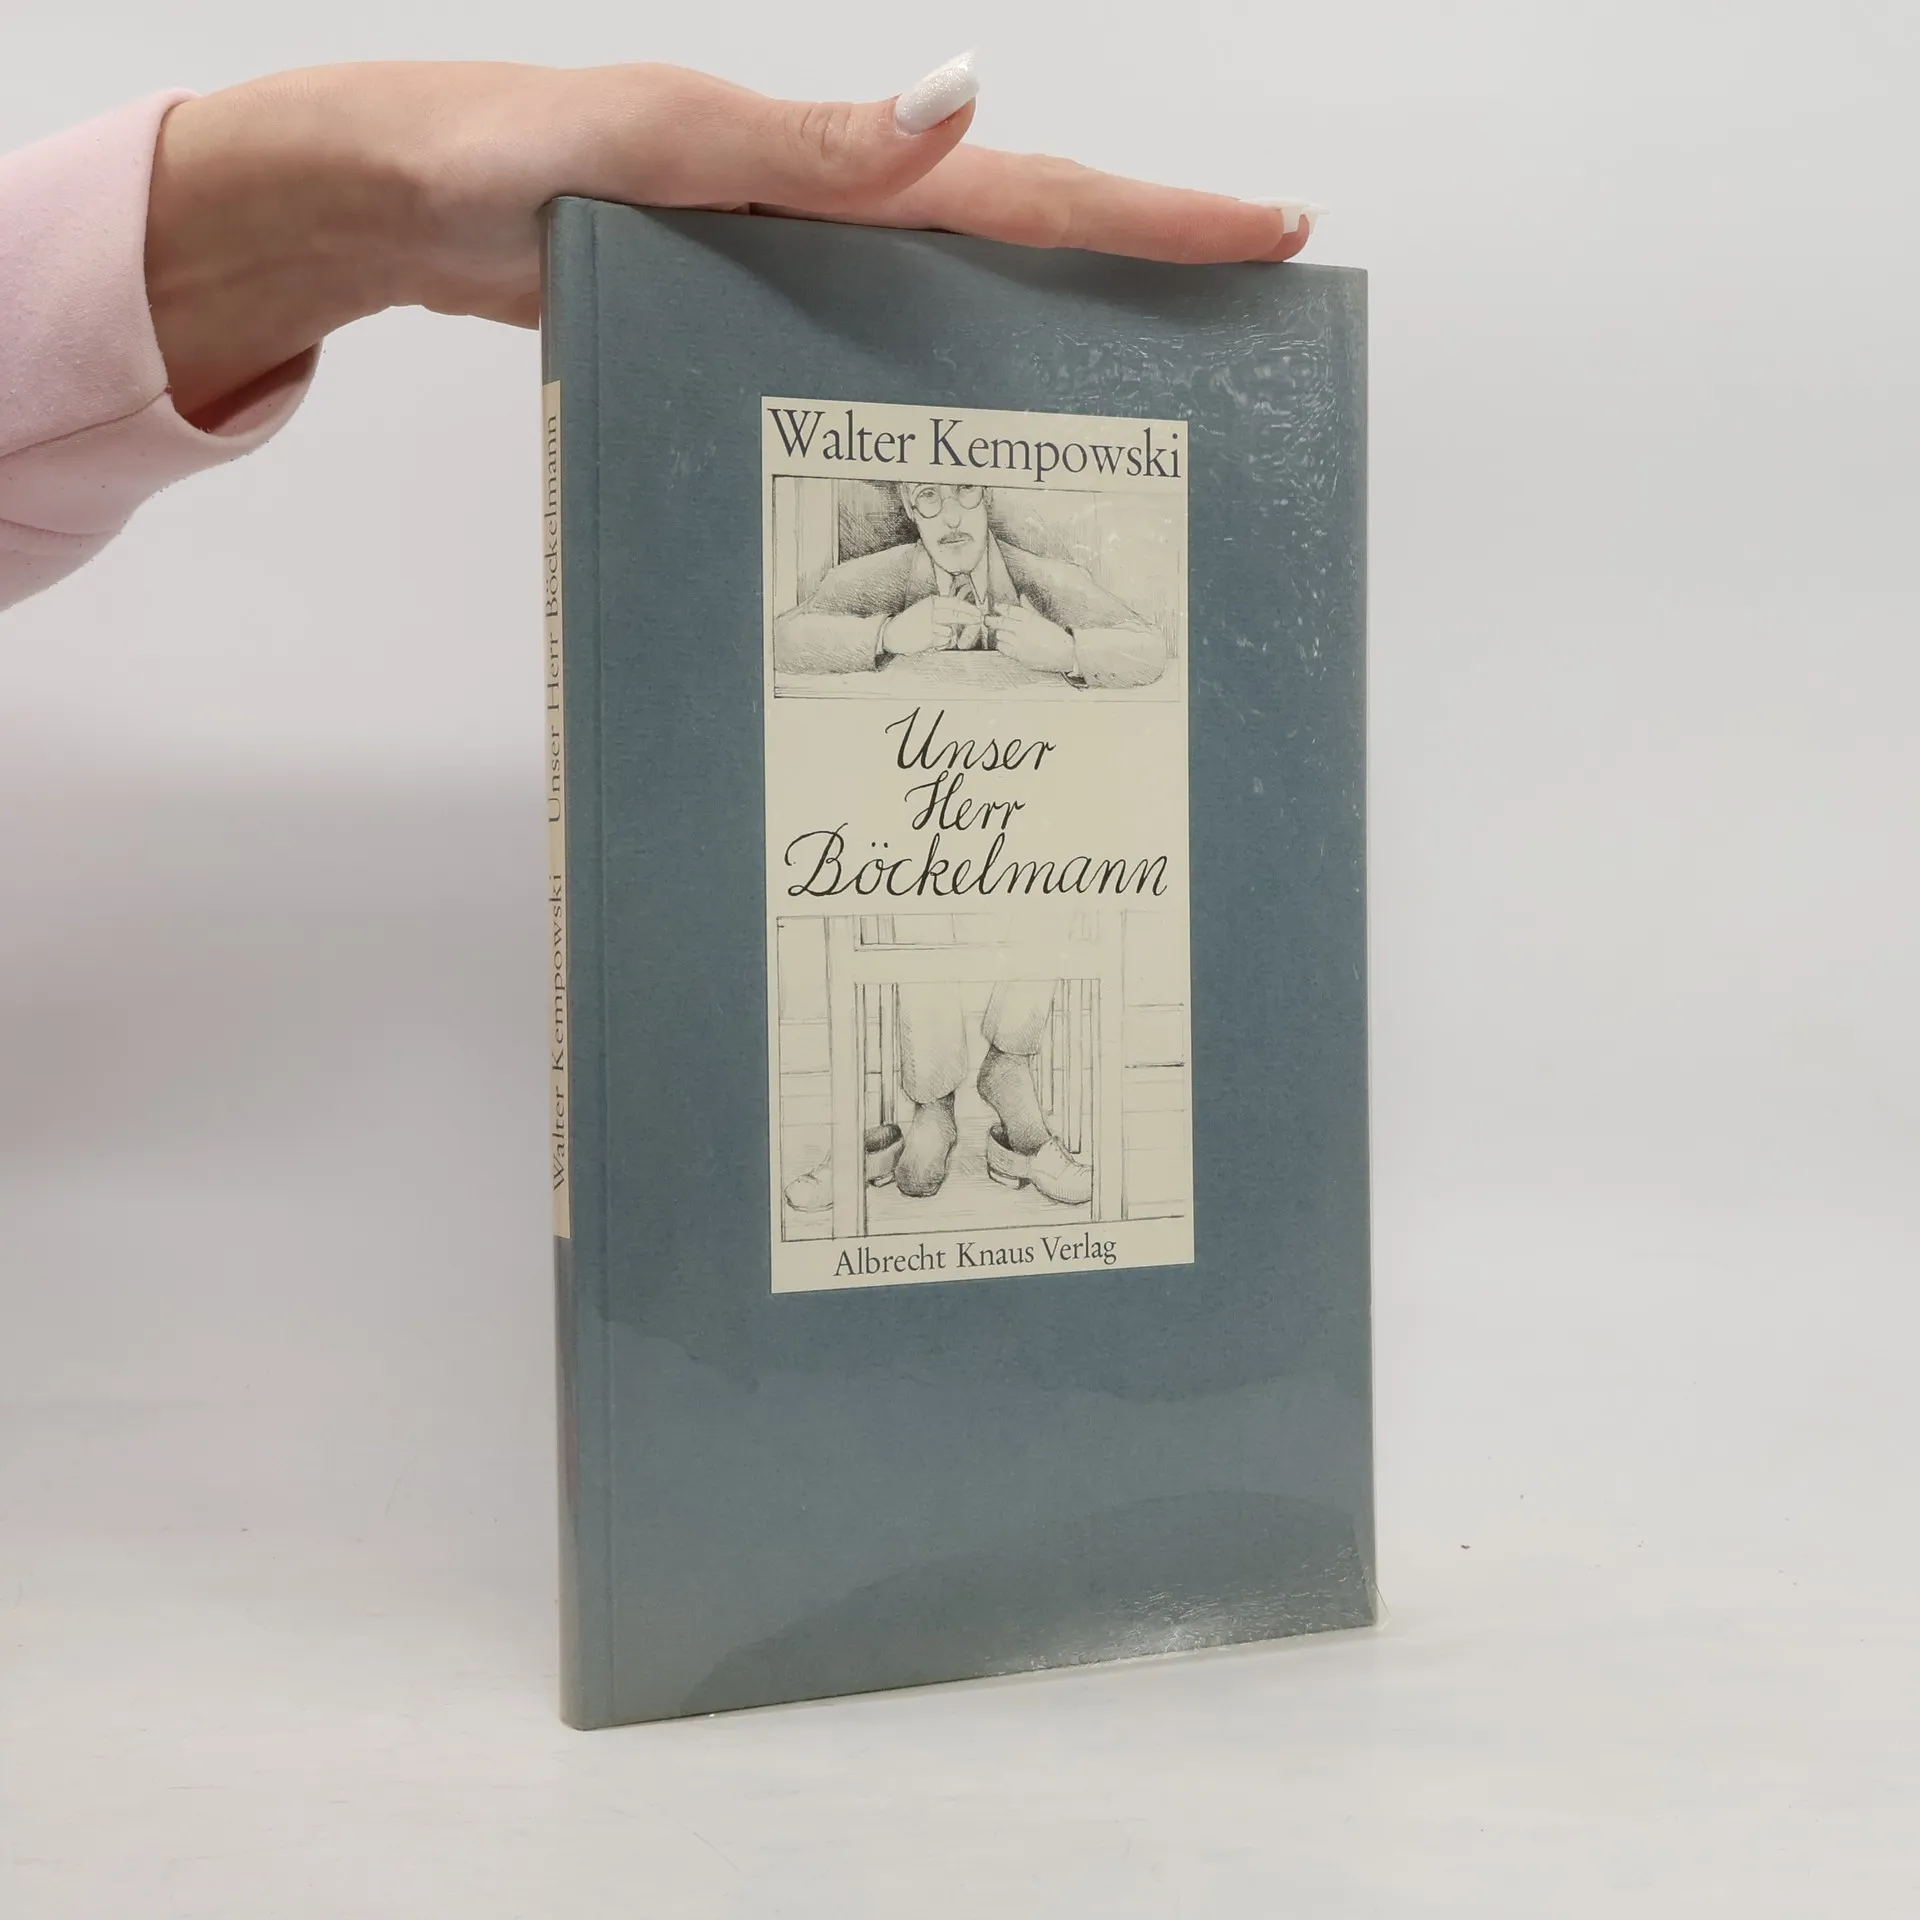 Walter Kempowski
Unser
Herr
Böckelmann
Albrecht Knaus Verlag
Walter Kempowski Unser Herr Böckelmann